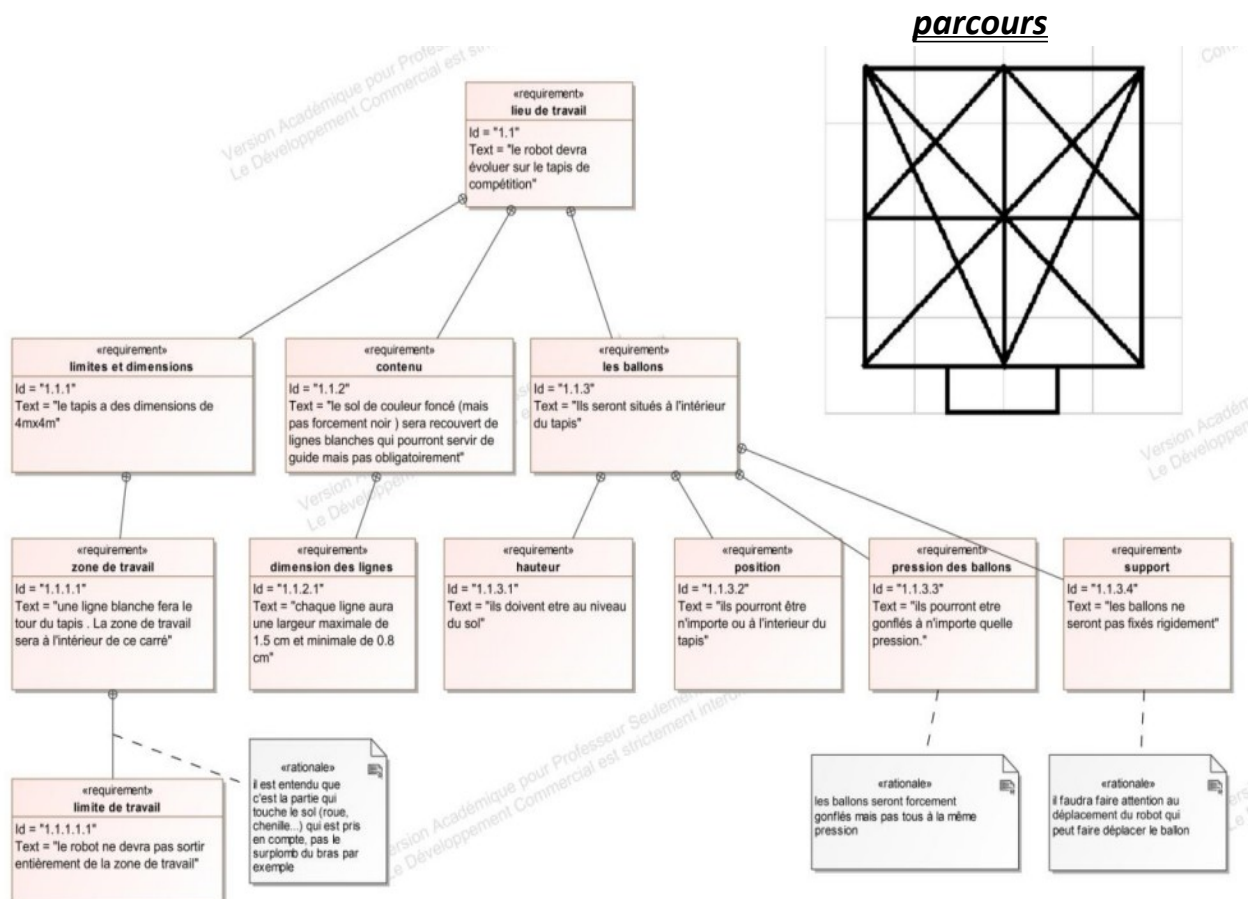 parcours
Version Académique pour Professeur Seulement
Le Développement Commercial est strictement interdit
«requirement»
lieu de travail
Id = "1.1"
Text = "le robot devra
évoluer sur le tapis de
compétition"
«requirement»
limites et dimensions
Id = "1.1.1"
Text = "le tapis a des dimensions de
4mx4m"
«requirement»
contenu
Id = "1.1.2"
Text = "le sol de couleur foncé (mais
pas forcement noir ) sera recouvert de
lignes blanches qui pourront servir de
guide mais pas obligatoirement"
«requirement»
les ballons
Id = "1.1.3"
Text = "Ils seront situés à l'intérieur
du tapis"
«requirement»
zone de travail
Id = "1.1.1.1"
Text = "une ligne blanche fera le
tour du tapis . La zone de travail
sera à l'intérieur de ce carré"
«requirement»
dimension des lignes
Id = "1.1.2.1"
Text = "chaque ligne aura
une largeur maximale de
1.5 cm et minimale de 0.8
cm"
«requirement»
hauteur
Id = "1.1.3.1"
Text = "ils doivent etre au niveau
du sol"
«requirement»
position
Id = "1.1.3.2"
Text = "ils pourront être
n'importe ou à l'interieur du
tapis"
«requirement»
pression des ballons
Id = "1.1.3.3"
Text = "ils pourront etre
gonflés à n'importe quelle
pression."
«requirement»
support
Id = "1.1.3.4"
Text = "les ballons ne
seront pas fixés rigidement"
«requirement»
limite de travail
Id = "1.1.1.1.1"
Text = "le robot ne devra pas sortir
entièrement de la zone de travail"
«rationale»
il est entendu que
c'est la partie qui
touche le sol (roue,
chenille...) qui est pris
en compte, pas le
surplomb du bras par
exemple
«rationale»
les ballons seront forcement
gonflés mais pas tous à la même
pression
«rationale»
il faudra faire attention au
déplacement du robot qui
peut faire déplacer le ballon